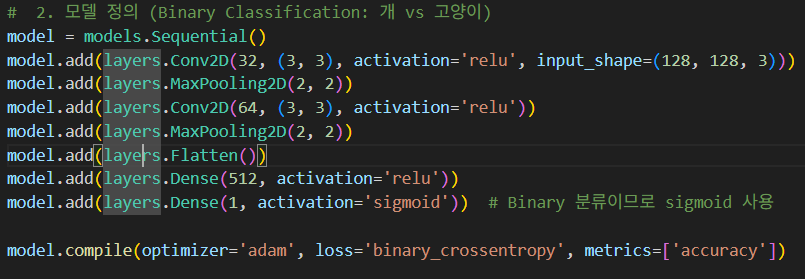 #  2. 모델 정의 (Binary Classification: 개 vs 고양이)
model = models.Sequential()
model.add(layers.Conv2D(32, (3, 3), activation='relu', input_shape=(128, 128, 3)))
model.add(layers.MaxPooling2D(2, 2))
model.add(layers.Conv2D(64, (3, 3), activation='relu'))
model.add(layers.MaxPooling2D(2, 2))
model.add(layers.Flatten())
model.add(layers.Dense(512, activation='relu'))
model.add(layers.Dense(1, activation='sigmoid'))  # Binary 분류이므로 sigmoid 사용
model.compile(optimizer='adam', loss='binary_crossentropy', metrics=['accuracy'])